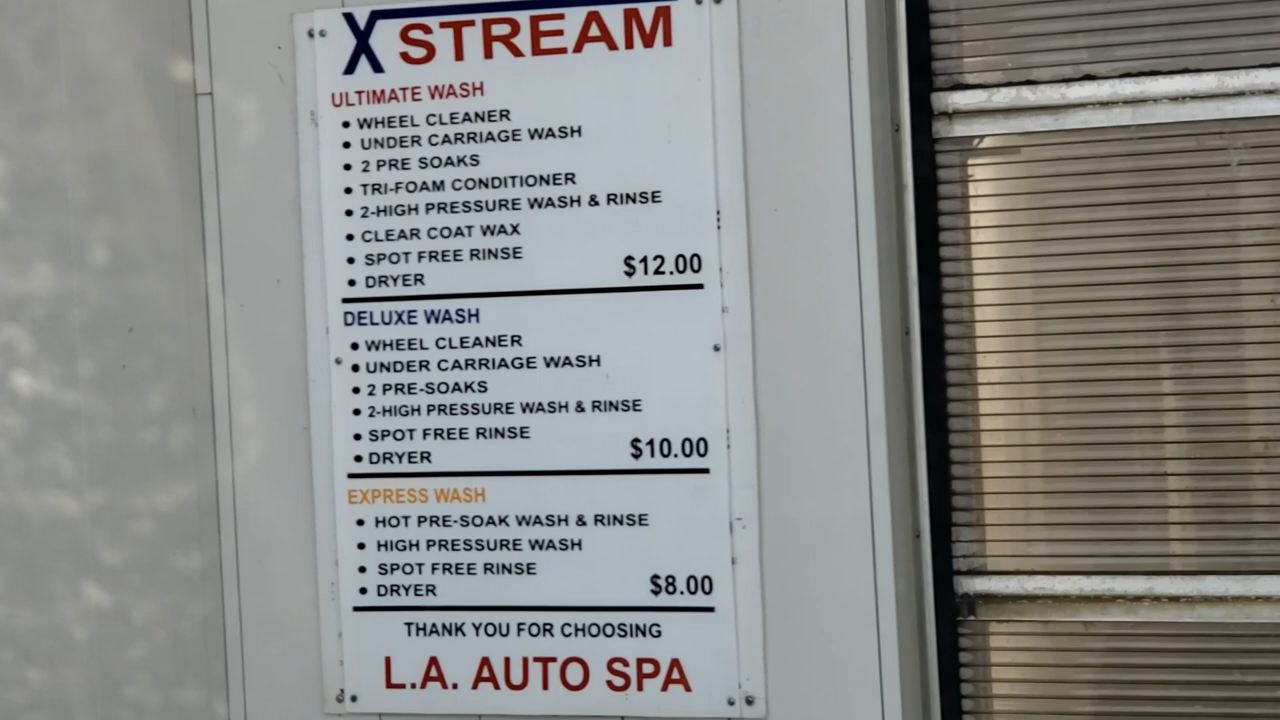 X STREAM
ULTIMATE WASH
• WHEEL CLEANER
• UNDER CARRIAGE WASH
• 2 PRE SOAKS
• TRI-FOAM CONDITIONER
• 2-HIGH PRESSURE WASH & RINSE
• CLEAR COAT WAX
• SPOT FREE RINSE
• DRYER $12.00
DELUXE WASH
• WHEEL CLEANER
• UNDER CARRIAGE WASH
• 2 PRE-SOAKS
• 2-HIGH PRESSURE WASH & RINSE
• SPOT FREE RINSE
• DRYER $10.00
EXPRESS WASH
• HOT PRE-SOAK WASH & RINSE
• HIGH PRESSURE WASH
• SPOT FREE RINSE
• DRYER $8.00
THANK YOU FOR CHOOSING
L.A. AUTO SPA